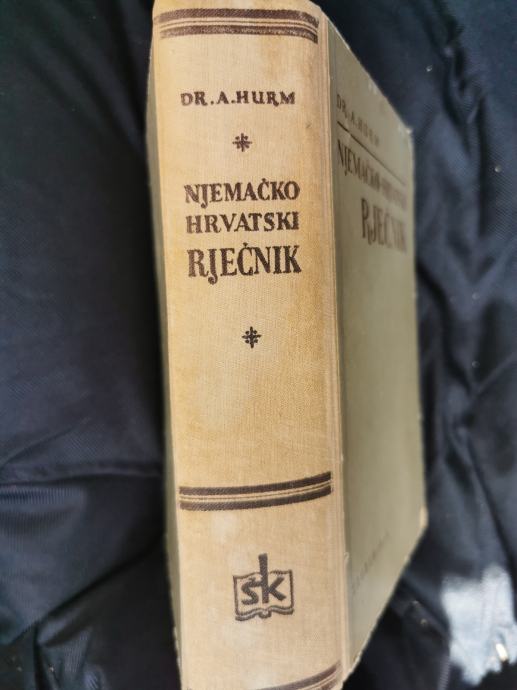 DR. A. HURM
NJEMAČKO
HRVATSKI
RJEČNIK
šk
DR. A. HURM
NJEMAČKO-HRVATSKI
RJEČNIK